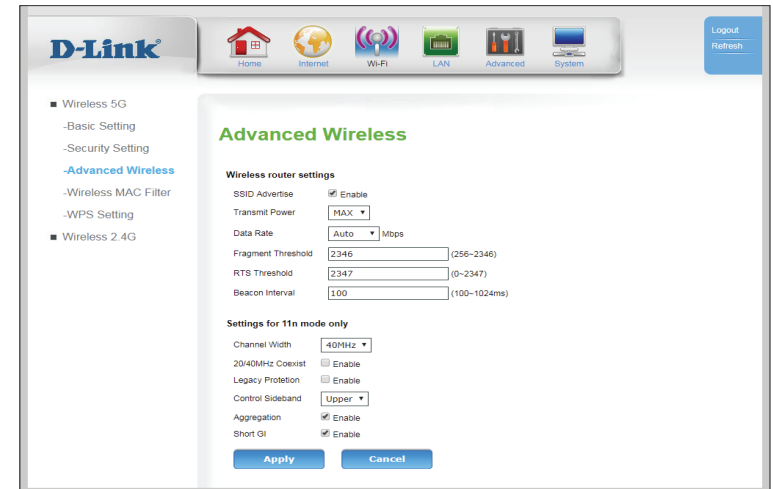 D-Link
Home Internet Wi-Fi LAN Advanced System
Logout
Refresh
Wireless 5G
-Basic Setting
-Security Setting
-Advanced Wireless
-Wireless MAC Filter
-WPS Setting
Wireless 2.4G
Advanced Wireless
Wireless router settings
SSID Advertise Enable
Transmit Power MAX
Data Rate Auto Mbps
Fragment Threshold 2346 (256~2346)
RTS Threshold 2347 (0~2347)
Beacon Interval 100 (100~1024ms)
Settings for 11n mode only
Channel Width 40MHz
20/40MHz Coexist Enable
Legacy Protetion Enable
Control Sideband Upper
Aggregation Enable
Short GI Enable
Apply Cancel